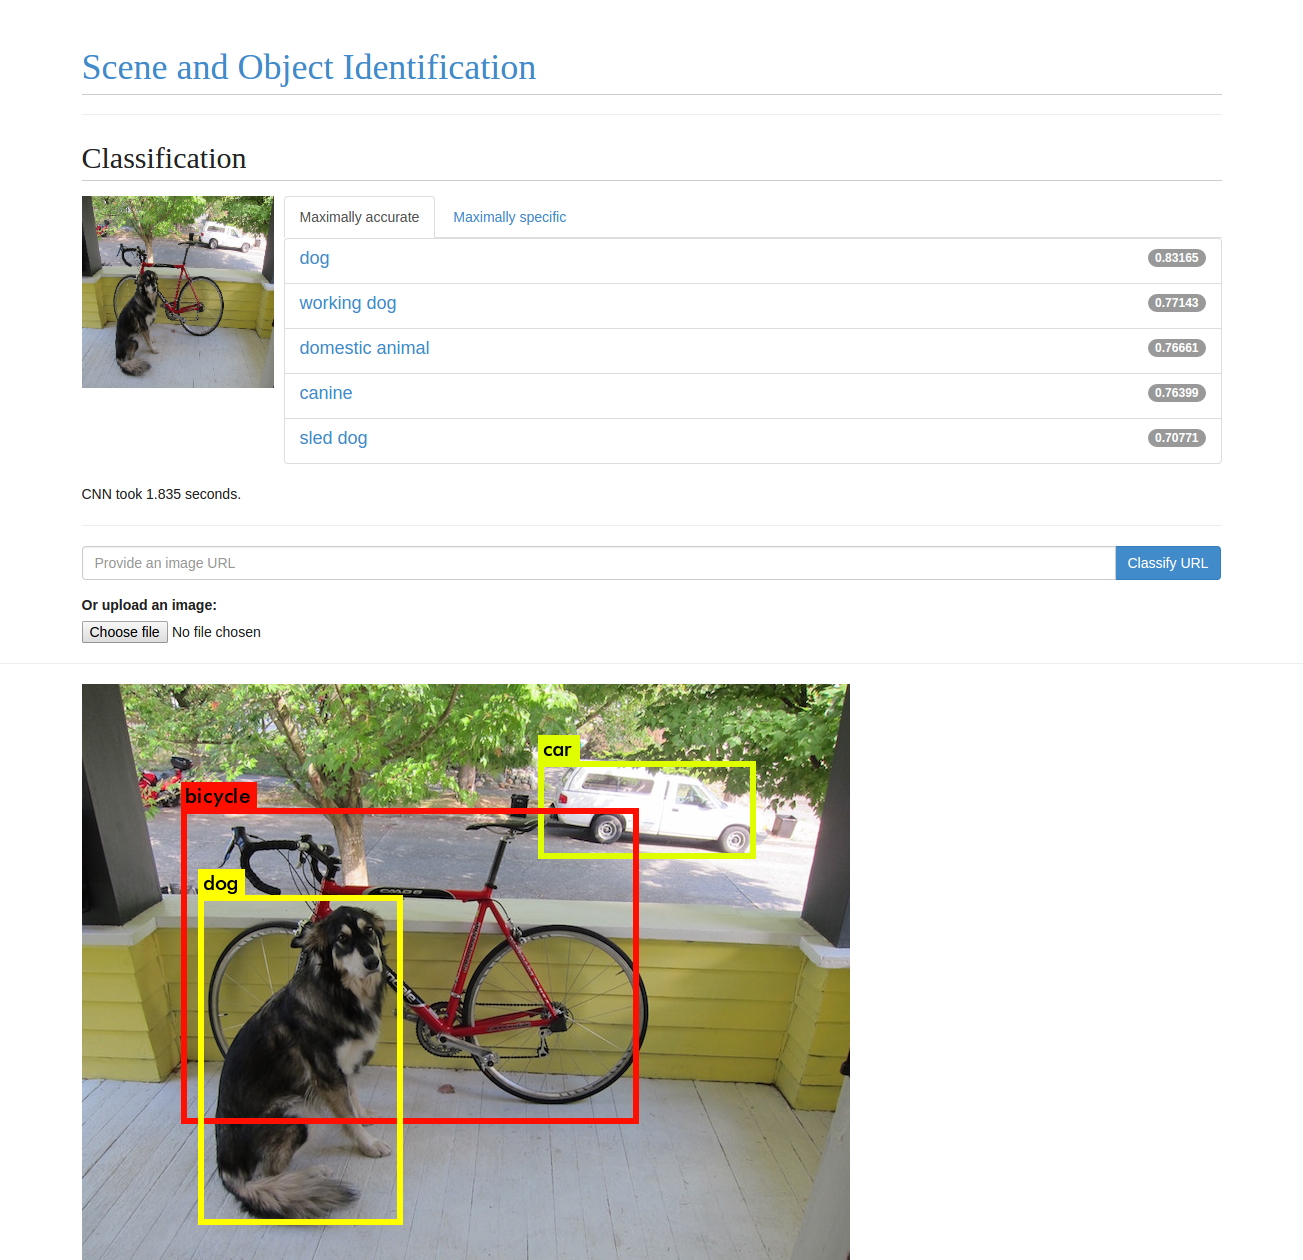 Scene and Object Identification
Classification
Maximally accurate
Maximally specific
dog 0.83165
working dog 0.77143
domestic animal 0.76661
canine 0.76399
sled dog 0.70771
CNN took 1.835 seconds.
Provide an image URL
Classify URL
Or upload an image:
Choose file No file chosen
car
bicycle
dog